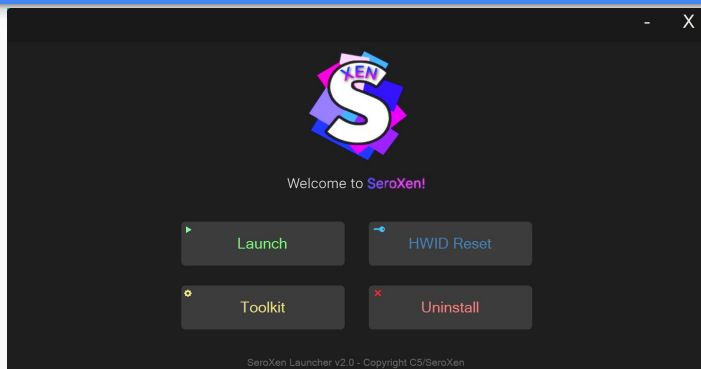 - X
XEN
S
Welcome to SeroXen!
Launch
HWID Reset
Toolkit
Uninstall
SeroXen Launcher v2.0 - Copyright C5/SeroXen